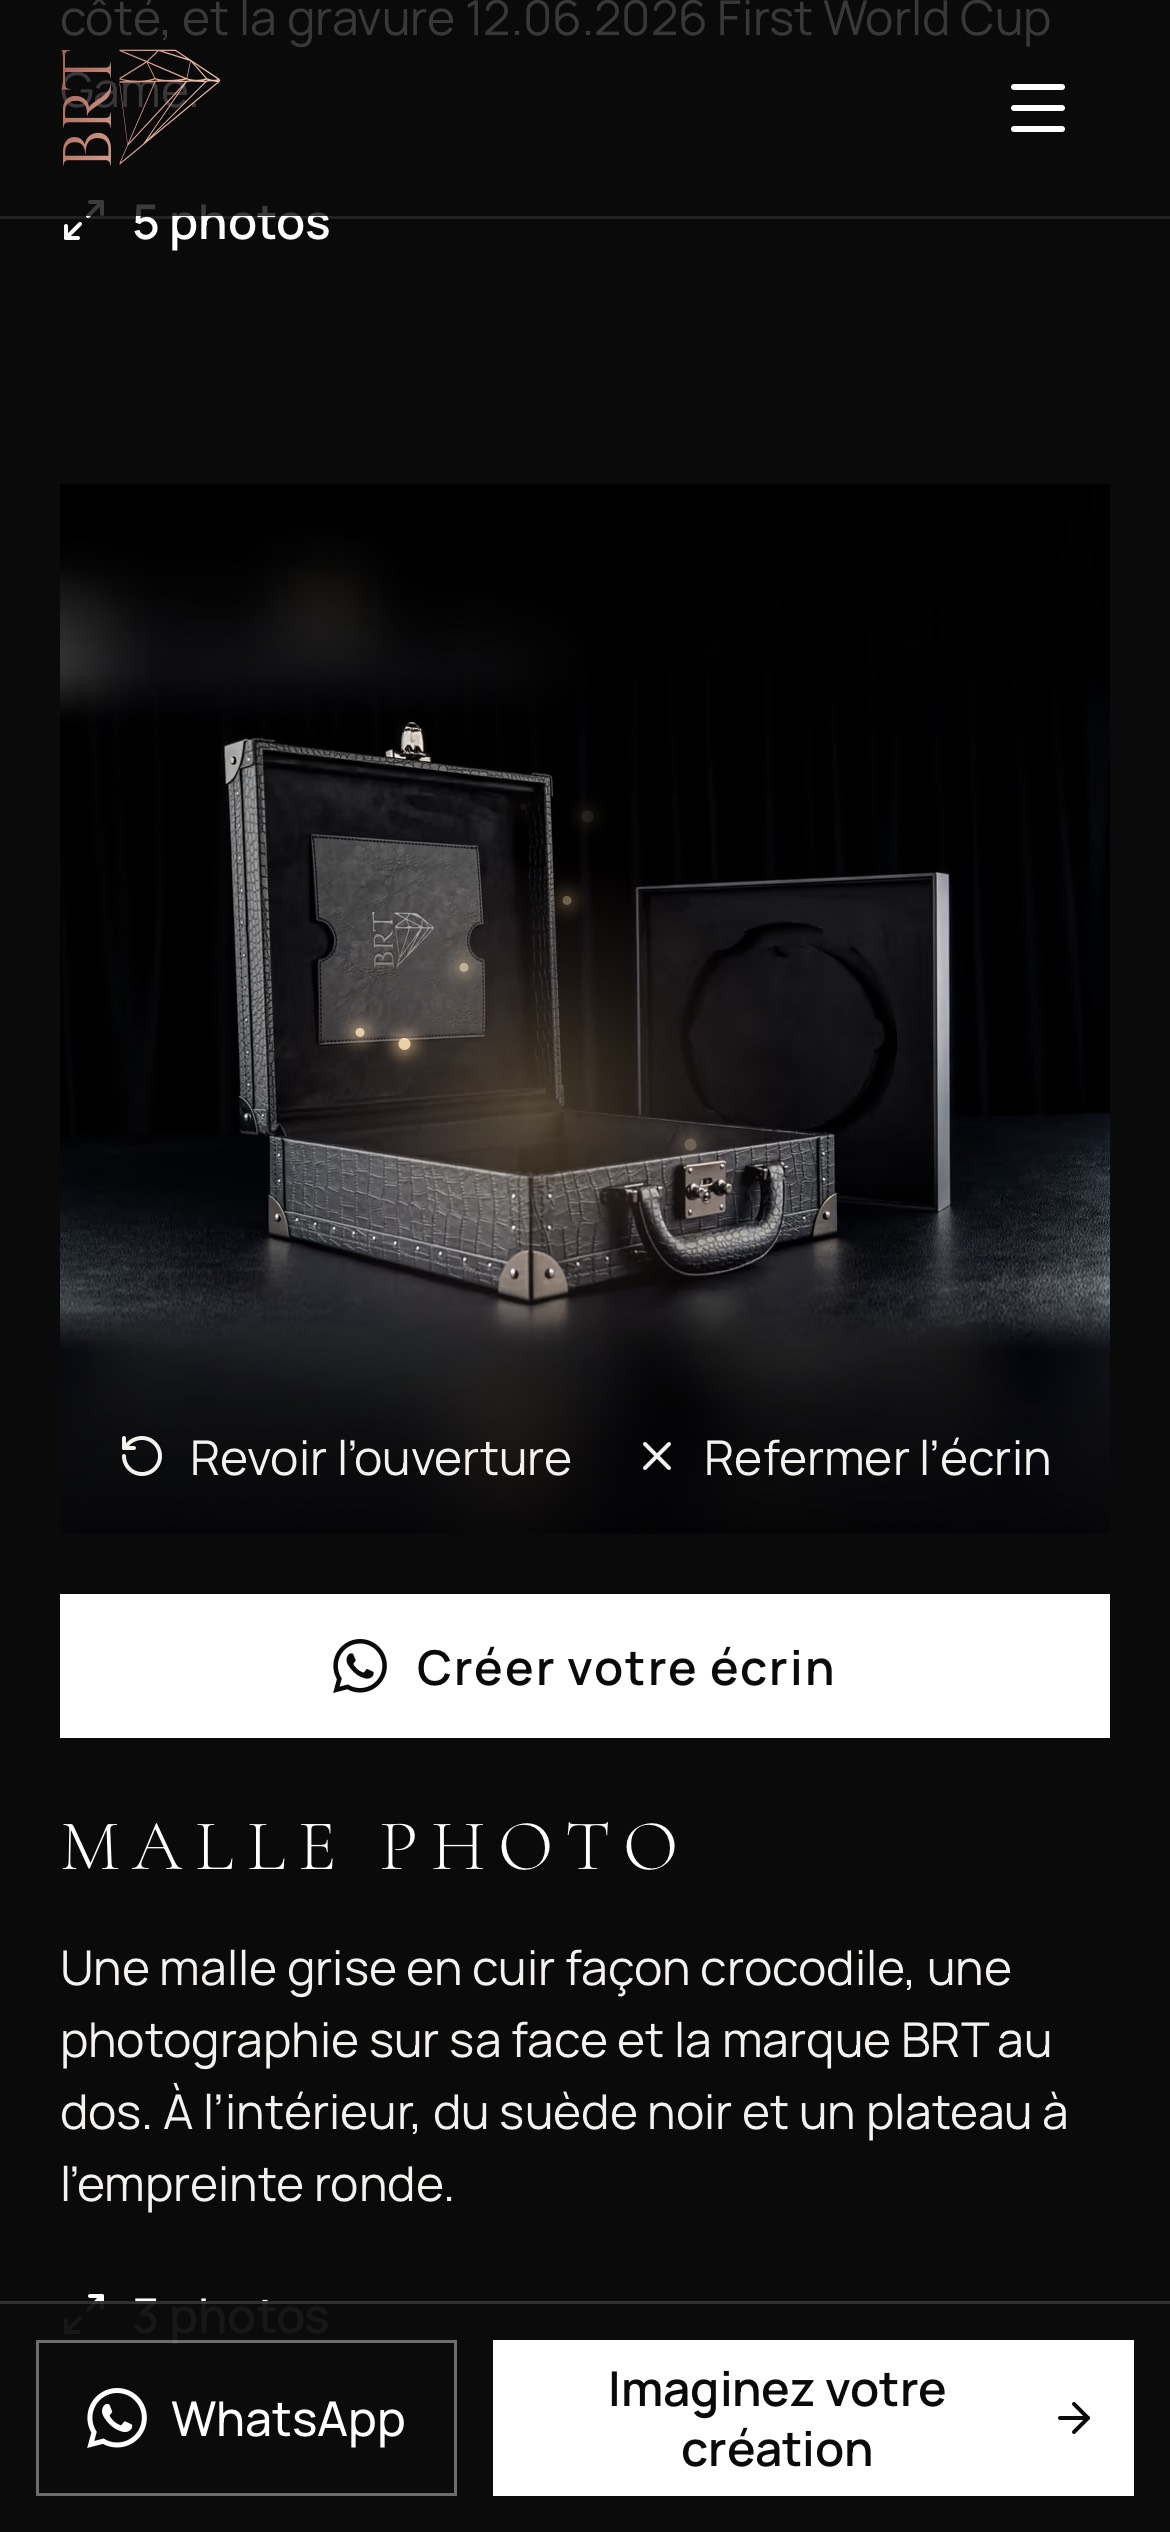 côté, et la gravure 12.06.2026 First World Cup
Game.
BRT
5 photos
BRT
Revoir l’ouverture
Refermer l’écrin
Créer votre écrin
MALLE PHOTO
Une malle grise en cuir façon crocodile, une
photographie sur sa face et la marque BRT au
dos. À l’intérieur, du suède noir et un plateau à
l’empreinte ronde.
3 photos
WhatsApp
Imaginez votre
création